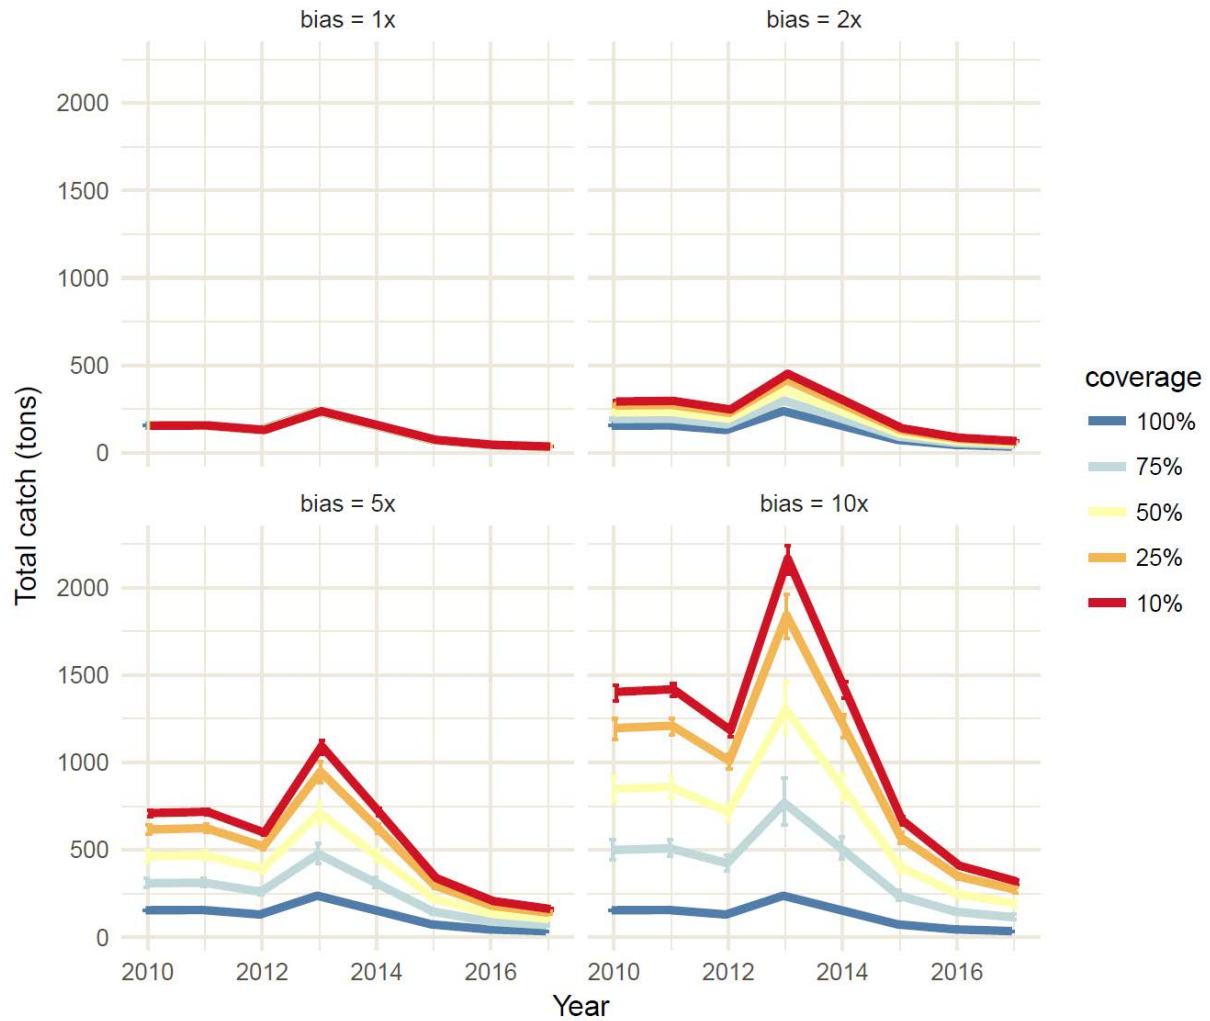 bias = 1x
bias = 2x
2000
1500
1000
500
0
bias = 5x
bias = 10x
2000
1500
1000
500
0
2010 2012 2014 2016 2010 2012 2014 2016
Year
Total catch (tons)
coverage
100%
75%
50%
25%
10%